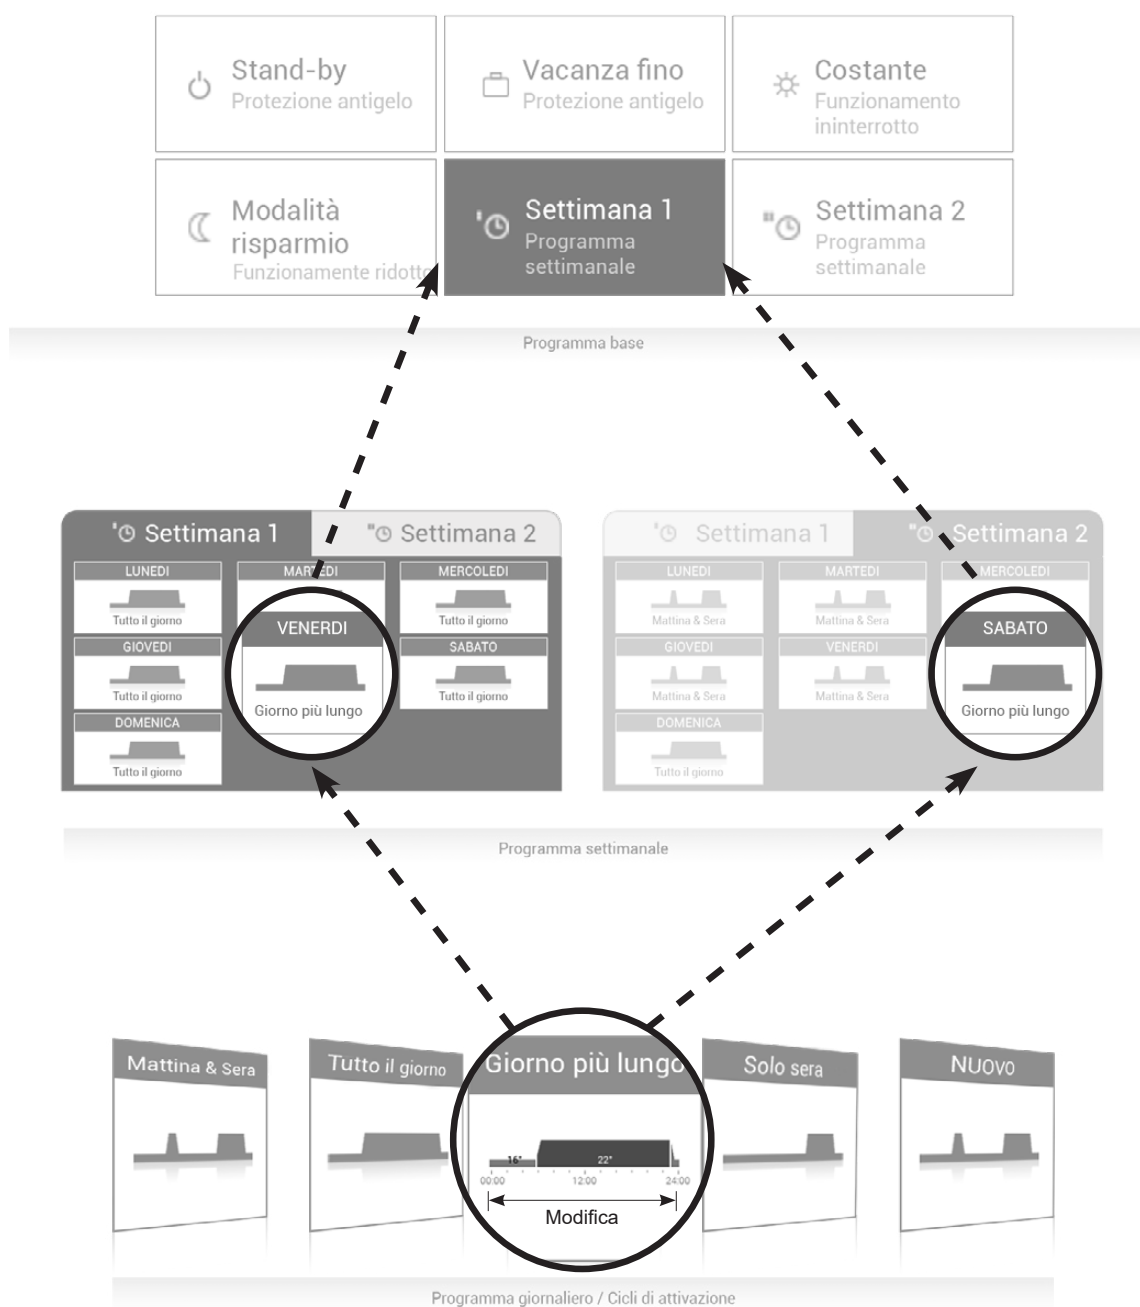 Stand-by
Protezione antigelo
Vacanza fino
Protezione antigelo
Costante
Funzionamento
ininterrotto
Modalità
risparmio
Funzionamente ridotto
Settimana 1
Programma
settimanale
Settimana 2
Programma
settimanale
Programma base
Settimana 1
Settimana 2
LUNEDI
MARTEDI
MERCOLEDI
Tutto il giorno
Tutto il giorno
VENERDI
GIOVEDI
SABATO
Tutto il giorno
Giorno più lungo
Tutto il giorno
DOMENICA
Tutto il giorno
Settimana 1
Settimana 2
LUNEDI
MARTEDI
MERCOLEDI
Mattina & Sera
Mattina & Sera
SABATO
GIOVEDI
VENERDI
Mattina & Sera
Mattina & Sera
Giorno più lungo
DOMENICA
Tutto il giorno
Programma settimanale
Mattina & Sera
Tutto il giorno
Giorno più lungo
Solo sera
NUOVO
16°
22°
00:00
12:00
24:00
Modifica
Programma giornaliero / Cicli di attivazione